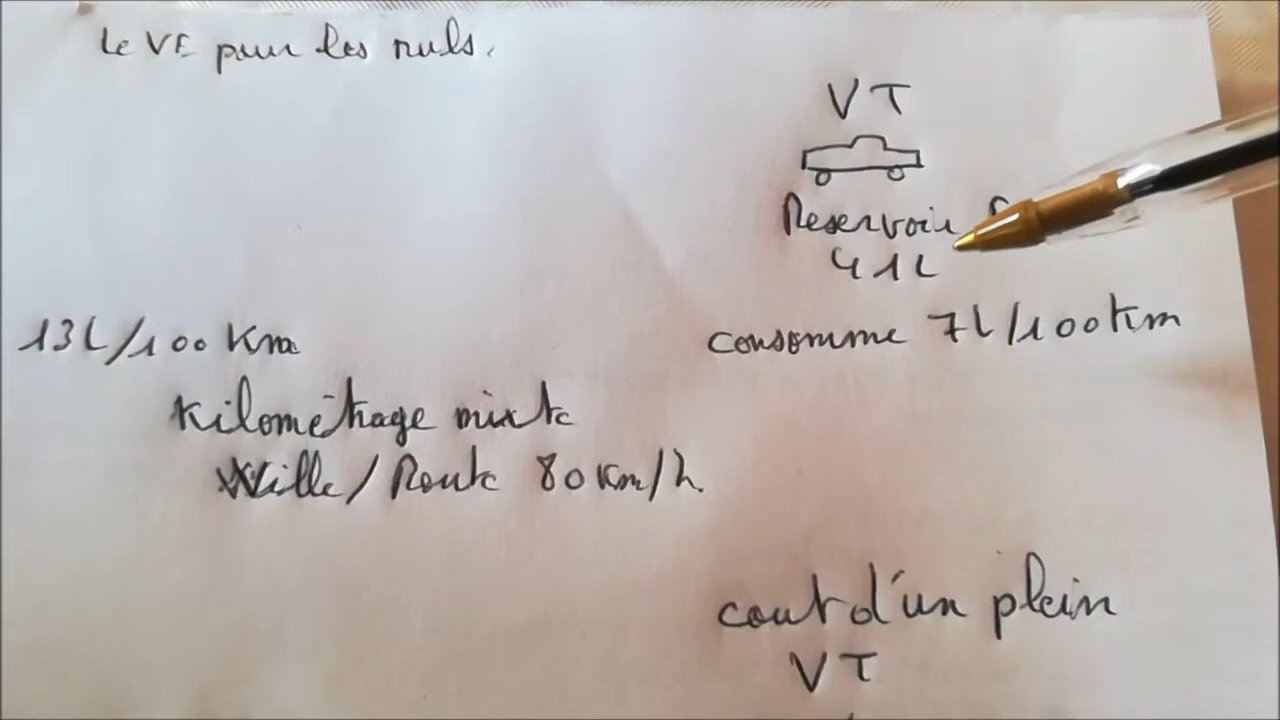 Le VE pour les nuls.
VT
Reservoir
41L
13L/100 Km
consomme 7L/100Km
Kilométrage mixte
Ville/Route 80 Km/h.
cout d'un plein
VT